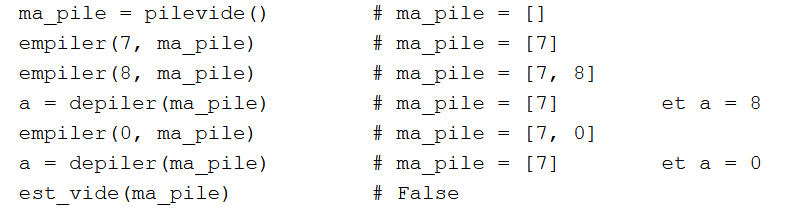 ma_pile = pilevide() # ma_pile = []
empiler(7, ma_pile) # ma_pile = [7]
empiler(8, ma_pile) # ma_pile = [7, 8]
a = depiler(ma_pile) # ma_pile = [7] et a = 8
empiler(0, ma_pile) # ma_pile = [7, 0]
a = depiler(ma_pile) # ma_pile = [7] et a = 0
est_vide(ma_pile) # False